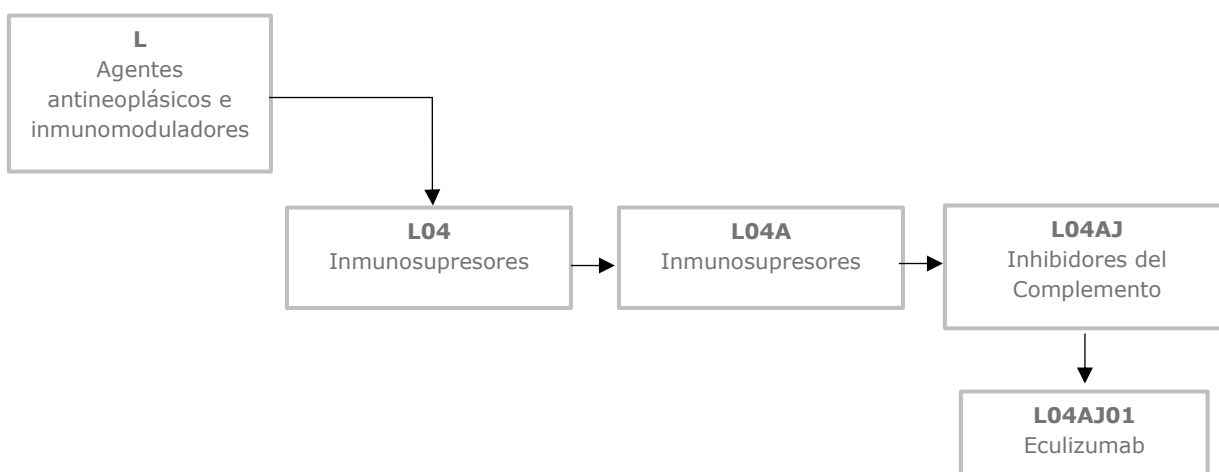 L
Agentes
antineoplásicos e
inmunomoduladores
L04
Inmunosupresores
L04A
Inmunosupresores
L04AJ
Inhibidores del
Complemento
L04AJ01
Eculizumab